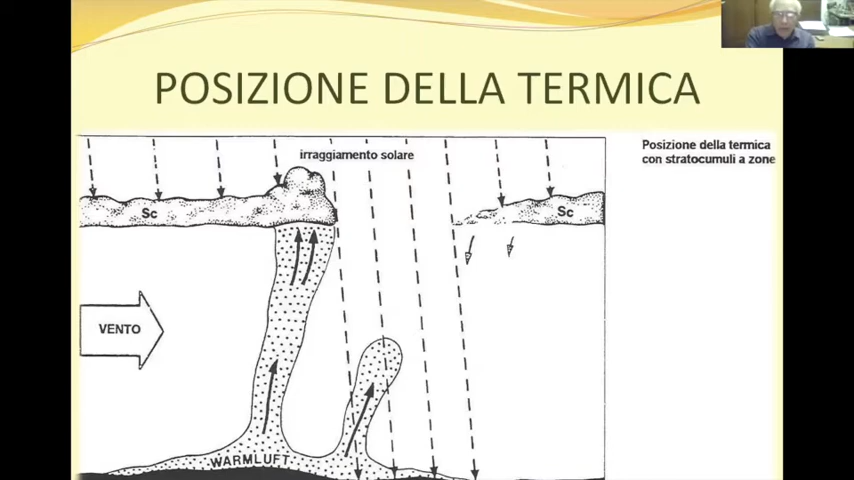 POSIZIONE DELLA TERMICA
irraggiamento solare
Posizione della termica
con stratocumuli a zone
Sc
Sc
VENTO
WARMLUFT